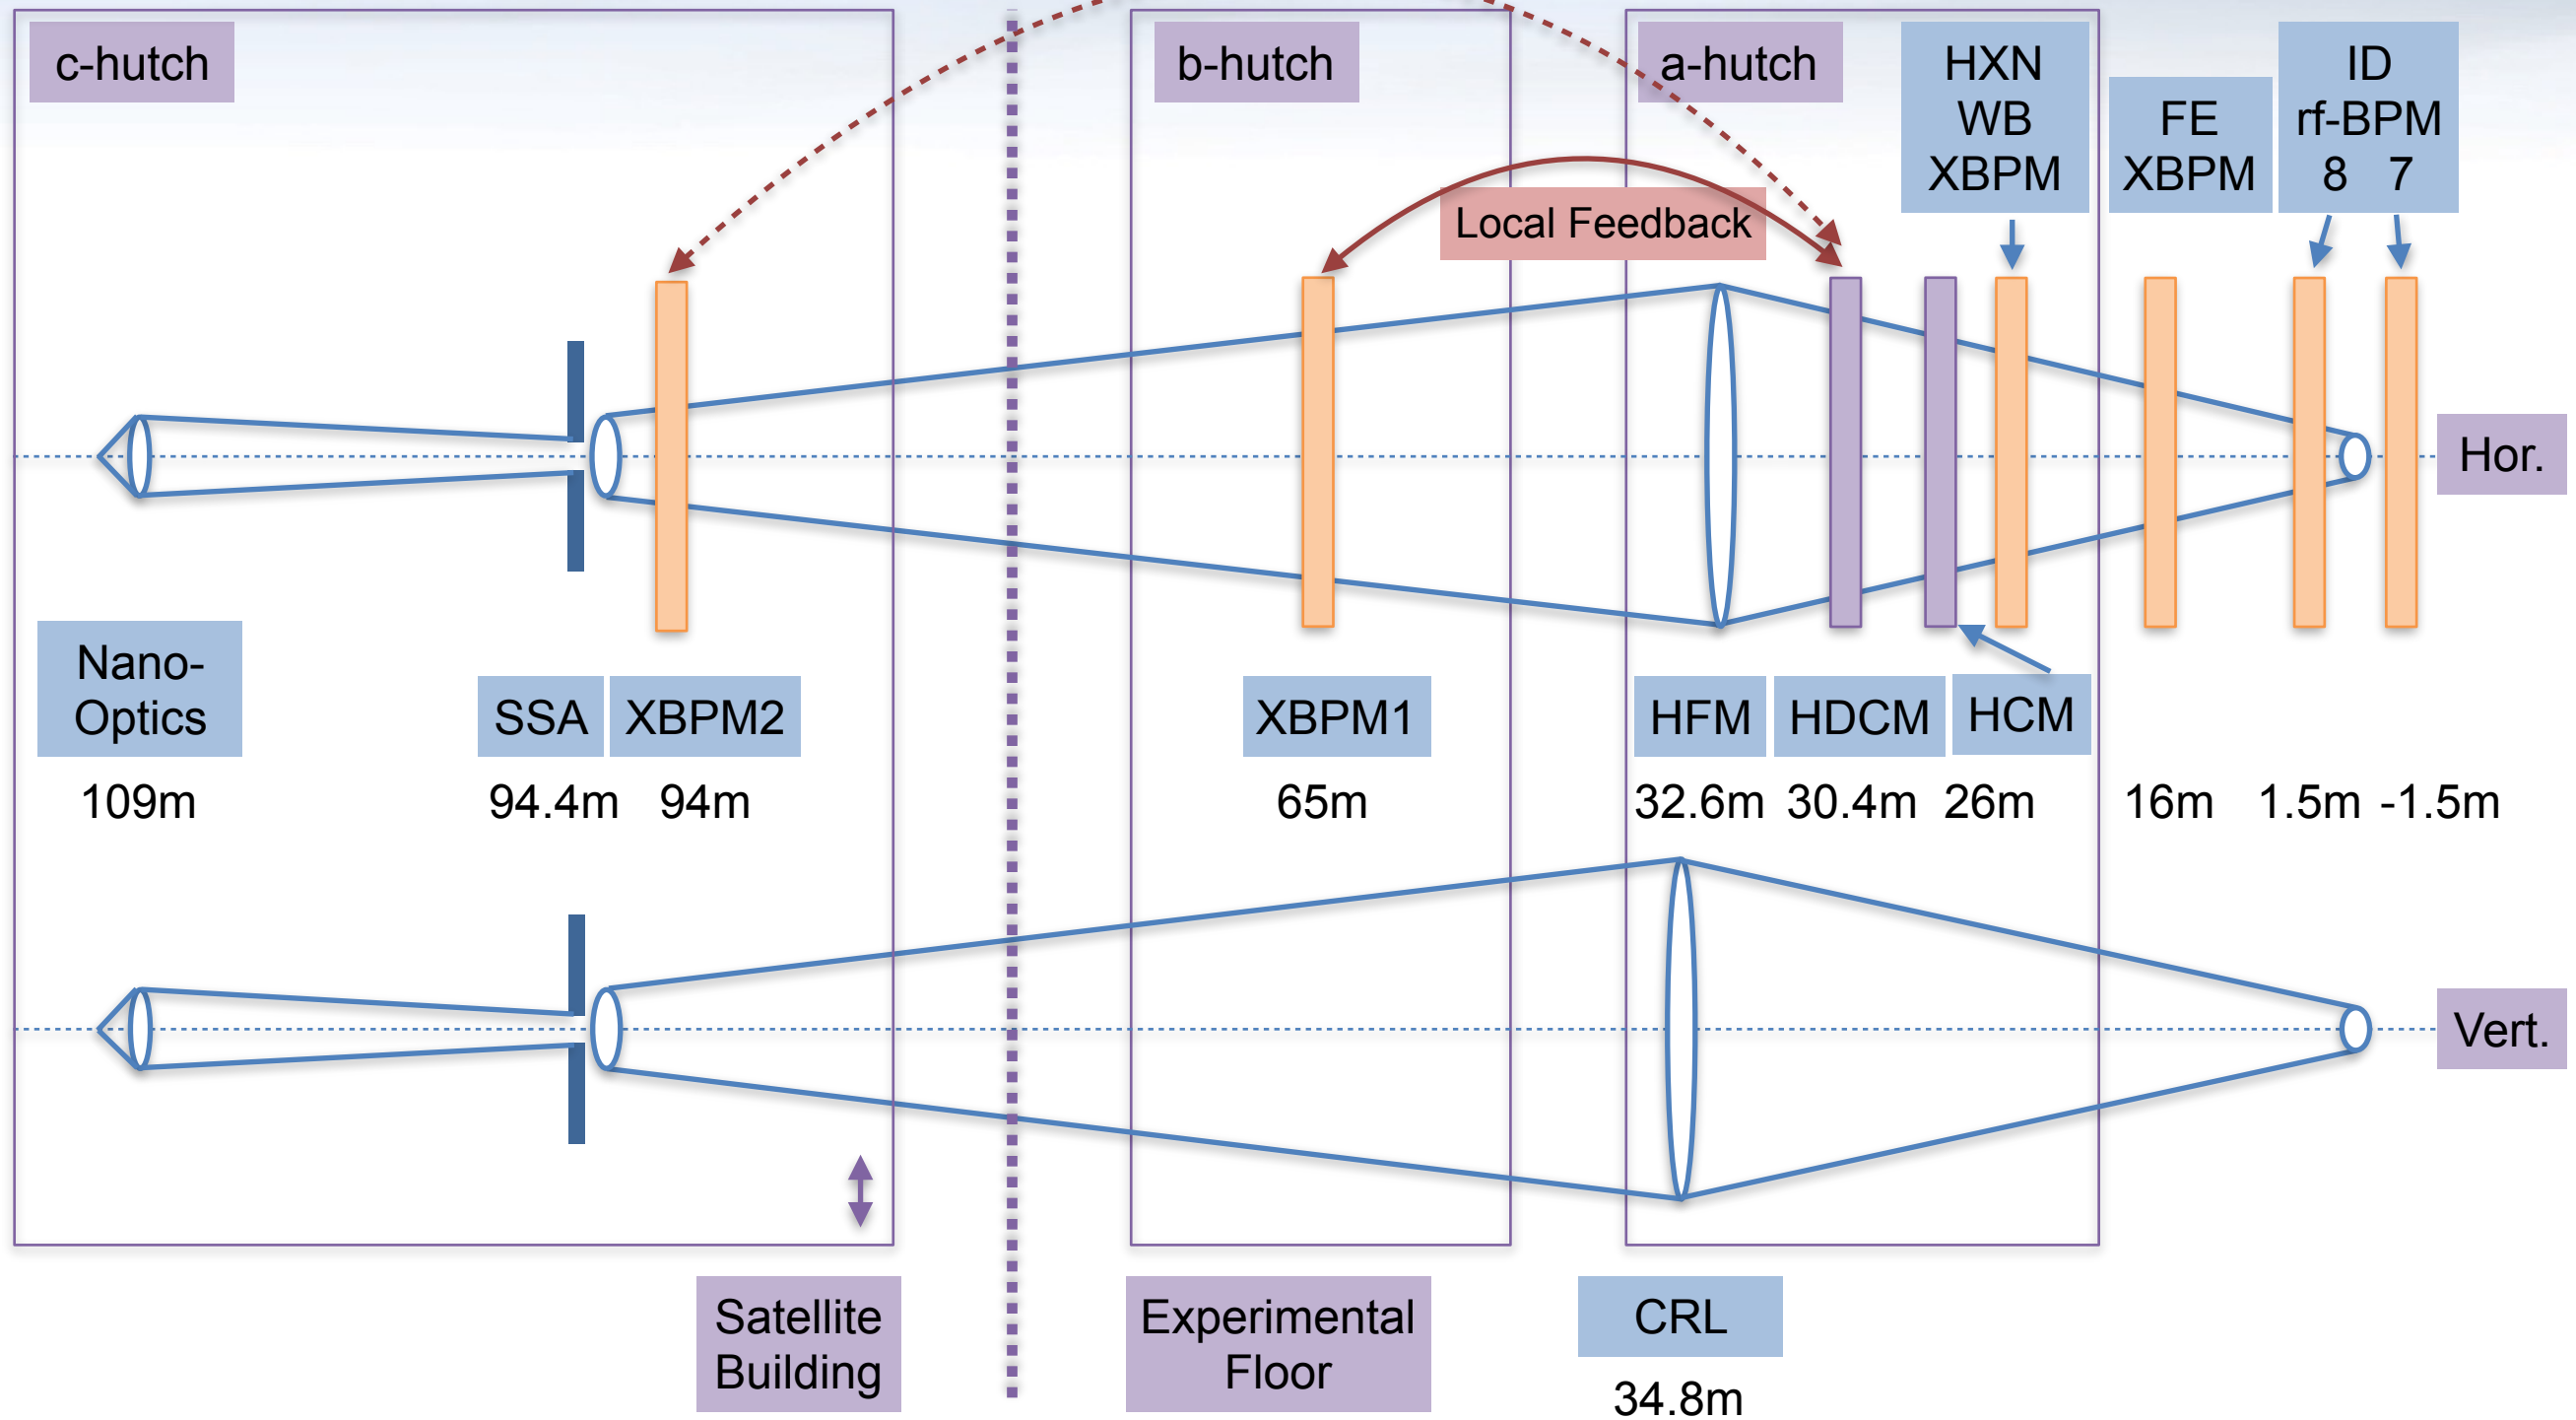 c-hutch
b-hutch
a-hutch
HXN
WB
XBPM
FE
XBPM
ID
rf-BPM
8 7
Local Feedback
Hor.
Nano-
Optics
SSA
XBPM2
XBPM1
HFM
HDCM
HCM
109m
94.4m
94m
65m
32.6m
30.4m
26m
16m
1.5m
-1.5m
Vert.
Satellite
Building
Experimental
Floor
CRL
34.8m